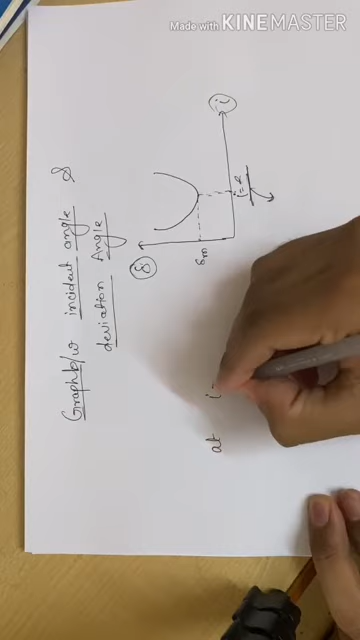 Made with KINEMASTER
Graph b/w incident angle &
deviation Angle
δ
δm
i=e
i
at i-